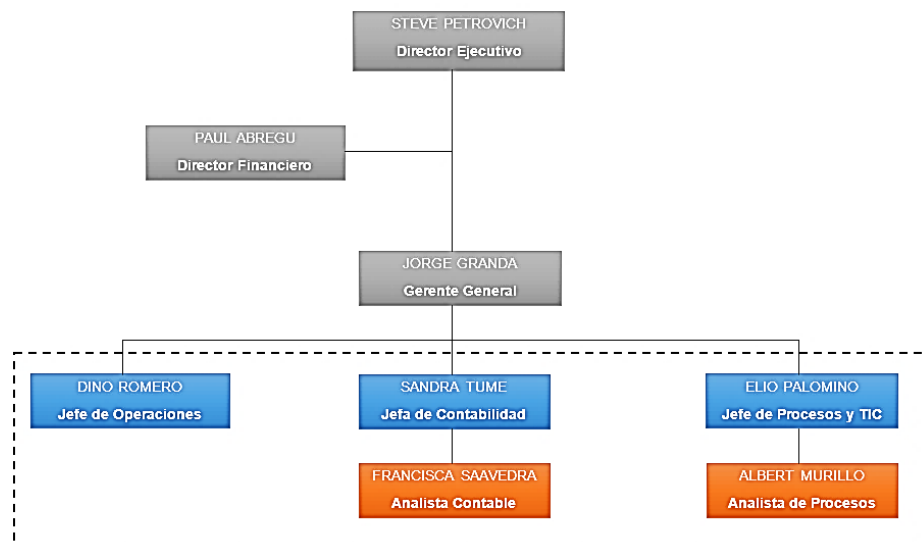 STEVE PETROVICH
Director Ejecutivo
PAUL ABREGU
Director Financiero
JORGE GRANDA
Gerente General
DINO ROMERO
Jefe de Operaciones
SANDRA TUME
Jefa de Contabilidad
ELIO PALOMINO
Jefe de Procesos y TIC
FRANCISCA SAAVEDRA
Analista Contable
ALBERT MURILLO
Analista de Procesos